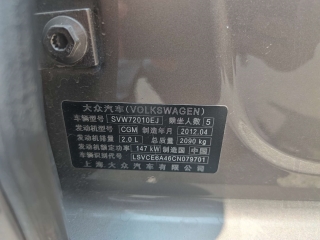 大众汽车(VOLKSWAGEN)
车辆型号 SVW72010EJ 乘坐人数 5
发动机型号 CGM 制造年月 2012.04
发动机排量 2.0 L 总质量 2090 kg
发动机额定功率 147 kW 制造国 中国
车辆识别代号 LSVCE6A46CN079701
上海大众汽车有限公司